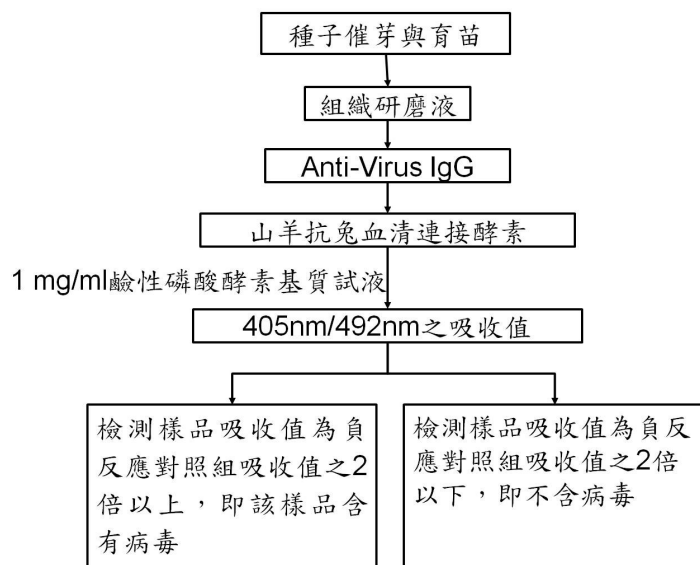 種子催芽與育苗
組織研磨液
Anti-Virus IgG
山羊抗兔血清連接酵素
1 mg/ml鹼性磷酸酵素基質試液
405nm/492nm之吸收值
檢測樣品吸收值為負
反應對照組吸收值之2
倍以上，即該樣品含
有病毒
檢測樣品吸收值為負反
應對照組吸收值之2倍
以下，即不含病毒